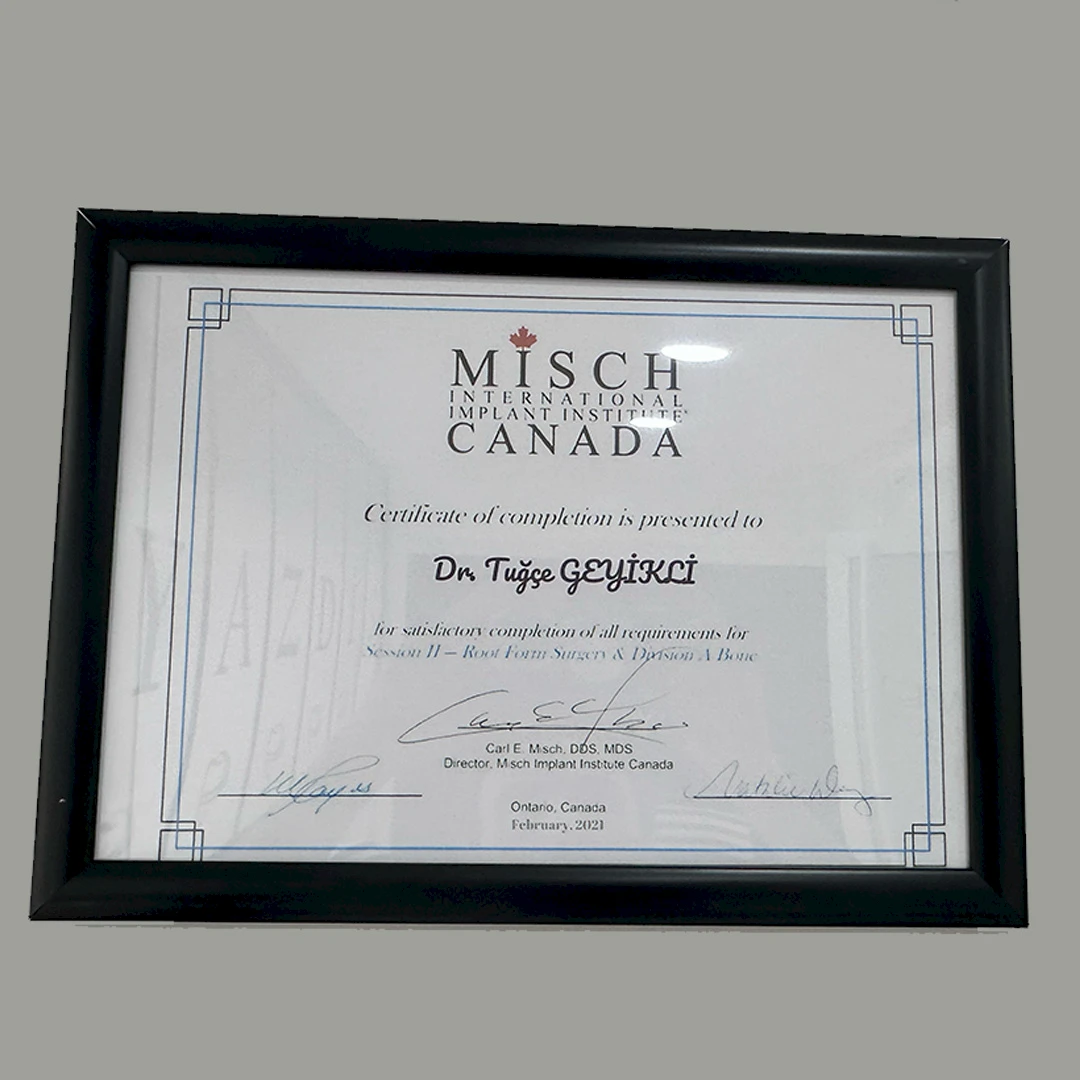 MISCH
INTERNATIONAL
IMPLANT INSTITUTE
CANADA
Certificate of completion is presented to
Dr. Tuğçe GEYİKLİ
for satisfactory completion of all requirements for
Session II – Root Form Surgery & Division A Bone
Carl E. Misch, DDS, MDS
Director, Misch Implant Institute Canada
Ontario, Canada
February, 2021